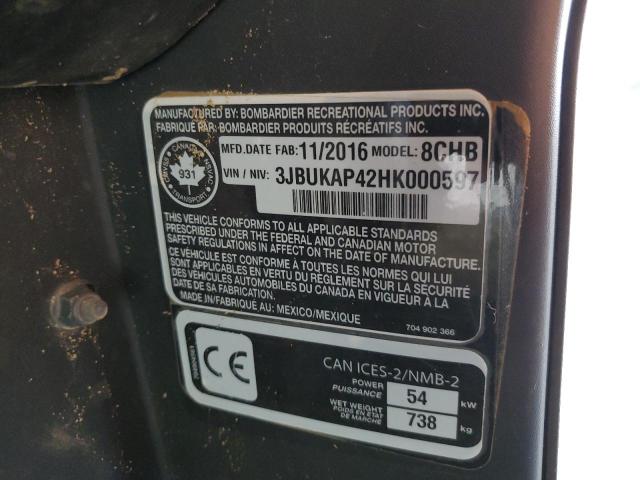 MANUFACTURED BY: BOMBARDIER RECREATIONAL PRODUCTS INC.
FABRIQUÉ PAR: BOMBARDIER PRODUITS RÉCRÉATIFS INC.
MFD.DATE FAB: 11/2016 MODEL: 8CHB
VIN / NIV: 3JBUKAP42HK000597
CANADA
931
TRANSPORT
THIS VEHICLE CONFORMS TO ALL APPLICABLE STANDARDS
PRESCRIBED UNDER THE FEDERAL AND CANADIAN MOTOR
SAFETY REGULATIONS IN AFFECT ON THE DATE OF MANUFACTURE.
CE VÉHICULE EST CONFORME À TOUTES LES NORMES QUI LUI
SONT APPLICABLES EN VERTU DU RÈGLEMENT SUR LA SÉCURITÉ
DES VÉHICULES AUTOMOBILES DU CANADA EN VIGUEUR A LA
DATE DE SA FABRICATION.
MADE IN/FABRIQUÉ AU: MEXICO/MEXIQUE
704 902 366
CE
CAN ICES-2/NMB-2
POWER
PUISSANCE
54 kW
WET WEIGHT
POIDS EN ETAT
DE MARCHE
738 kg